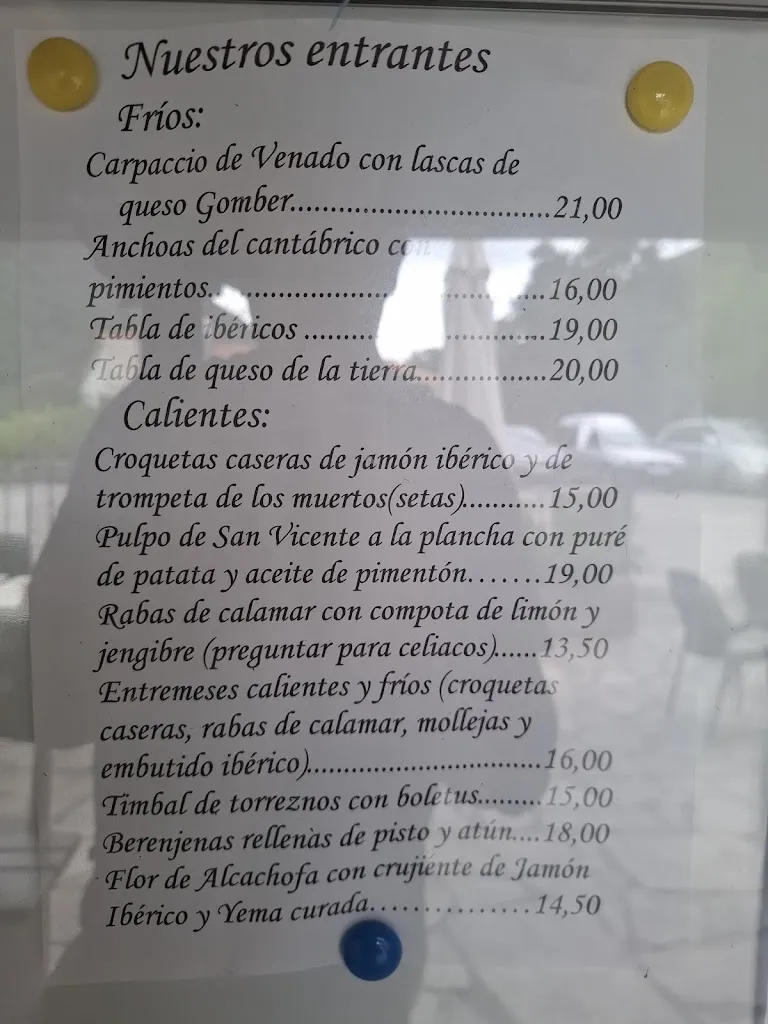 Nuestros entrantes
Fríos:
Carpaccio de Venado con lascas de
queso Gomber.................................21,00
Anchoas del cantábrico con
pimientos.........................................16,00
Tabla de ibéricos ..............................19,00
Tabla de queso de la tierra................20,00
Calientes:
Croquetas caseras de jamón ibérico y de
trompeta de los muertos(setas)..........15,00
Pulpo de San Vicente a la plancha con puré
de patata y aceite de pimentón.......19,00
Rabas de calamar con compota de limón y
jengibre (preguntar para celiacos)......13,50
Entremeses calientes y fríos (croquetas
caseras, rabas de calamar, mollejas y
embutido ibérico).............................16,00
Timbal de torreznos con boletus........15,00
Berenjenas rellenas de pisto y atún....18,00
Flor de Alcachofa con crujiente de Jamón
Ibérico y Yema curada................14,50